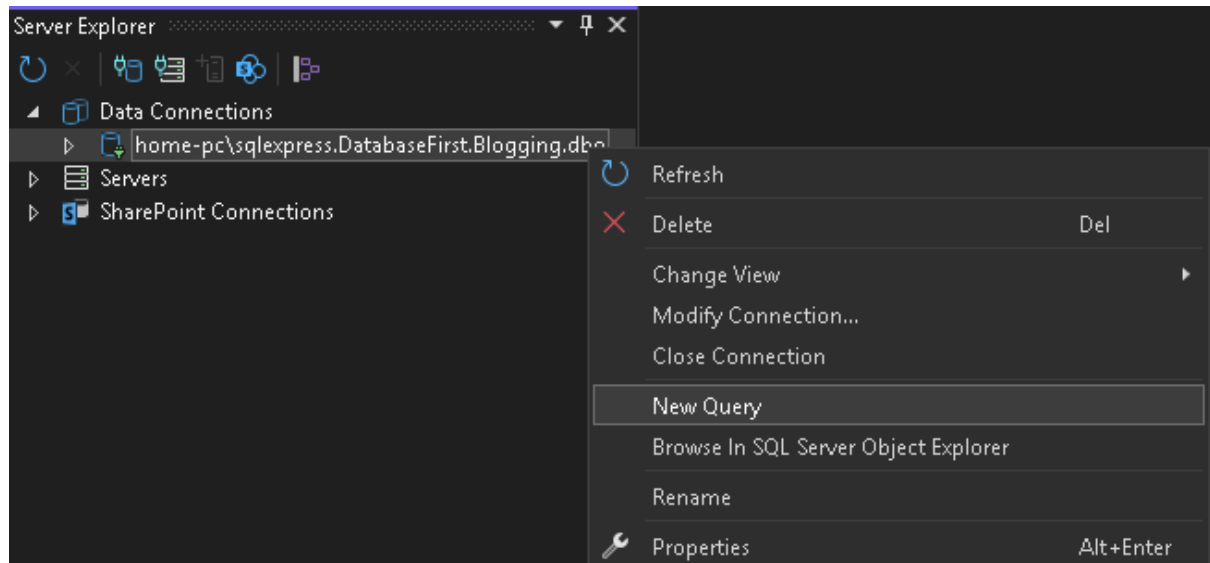 Server Explorer
Data Connections
home-pc\sqlexpress.DatabaseFirst.Blogging.dbo
Servers
SharePoint Connections
Refresh
Delete Del
Change View
Modify Connection...
Close Connection
New Query
Browse In SQL Server Object Explorer
Rename
Properties Alt+Enter